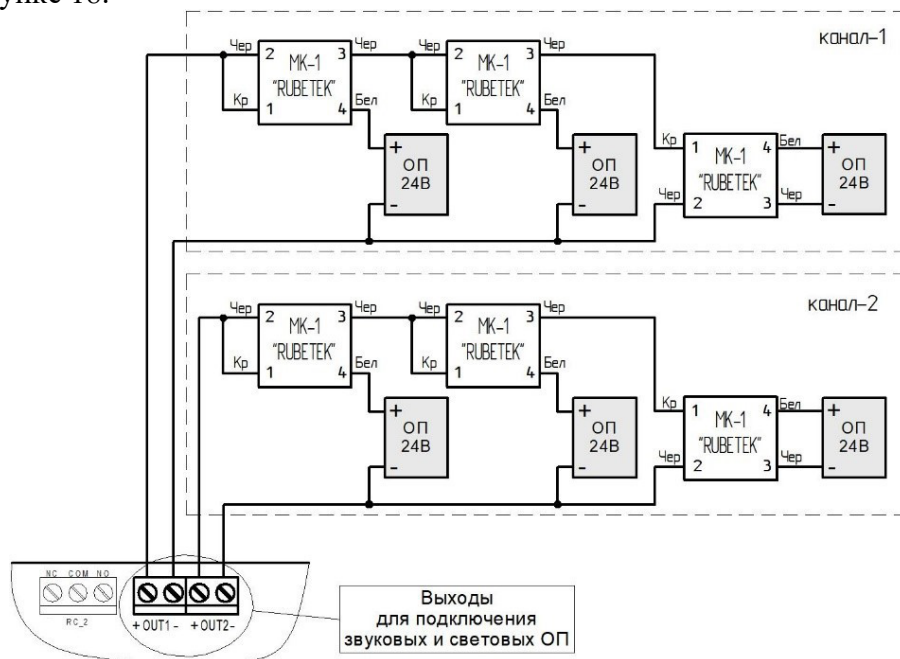 унке 18.
канал-1
Чер 2 МК-1 3 Чер 2 МК-1 3 Чер
"RUBETEK" "RUBETEK"
Кр 1 4 Бел Кр 1 4 Бел
+ ОП 24В -
+ ОП 24В -
Кр 1 МК-1 4 Бел + ОП
"RUBETEK" 24В
Чер 2 3 Чер -
канал-2
Чер 2 МК-1 3 Чер 2 МК-1 3 Чер
"RUBETEK" "RUBETEK"
Кр 1 4 Бел Кр 1 4 Бел
+ ОП 24В -
+ ОП 24В -
Кр 1 МК-1 4 Бел + ОП
"RUBETEK" 24В
Чер 2 3 Чер -
NC COM NO
RC_2
+ OUT1 - + OUT2-
Выходы
для подключения
звуковых и световых ОП